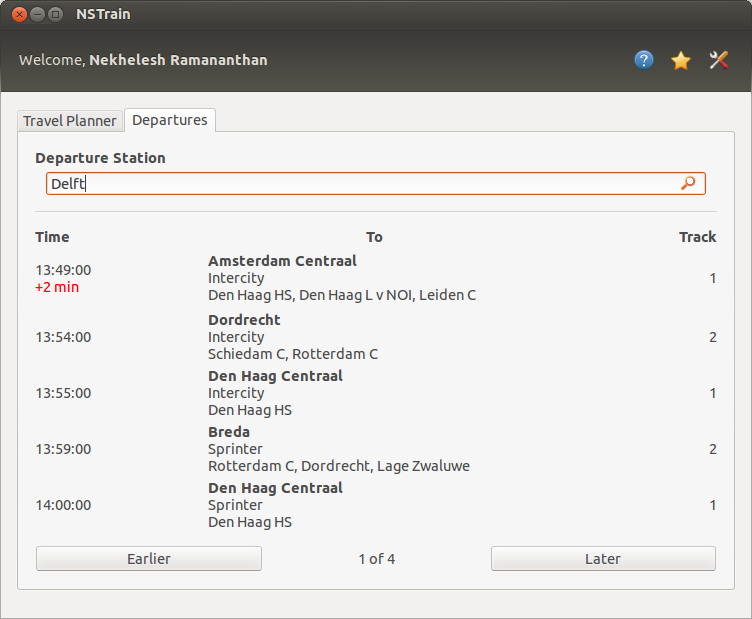 NSTrain
Welcome, Nekhelesh Ramananthan
?
Travel Planner Departures
Departure Station
Delft
Time To Track
Amsterdam Centraal
13:49:00 Intercity 1
+2 min
Den Haag HS, Den Haag L v NOI, Leiden C
Dordrecht
13:54:00 Intercity 2
Schiedam C, Rotterdam C
Den Haag Centraal
13:55:00 Intercity 1
Den Haag HS
Breda
13:59:00 Sprinter 2
Rotterdam C, Dordrecht, Lage Zwaluwe
Den Haag Centraal
14:00:00 Sprinter 1
Den Haag HS
Earlier 1 of 4 Later